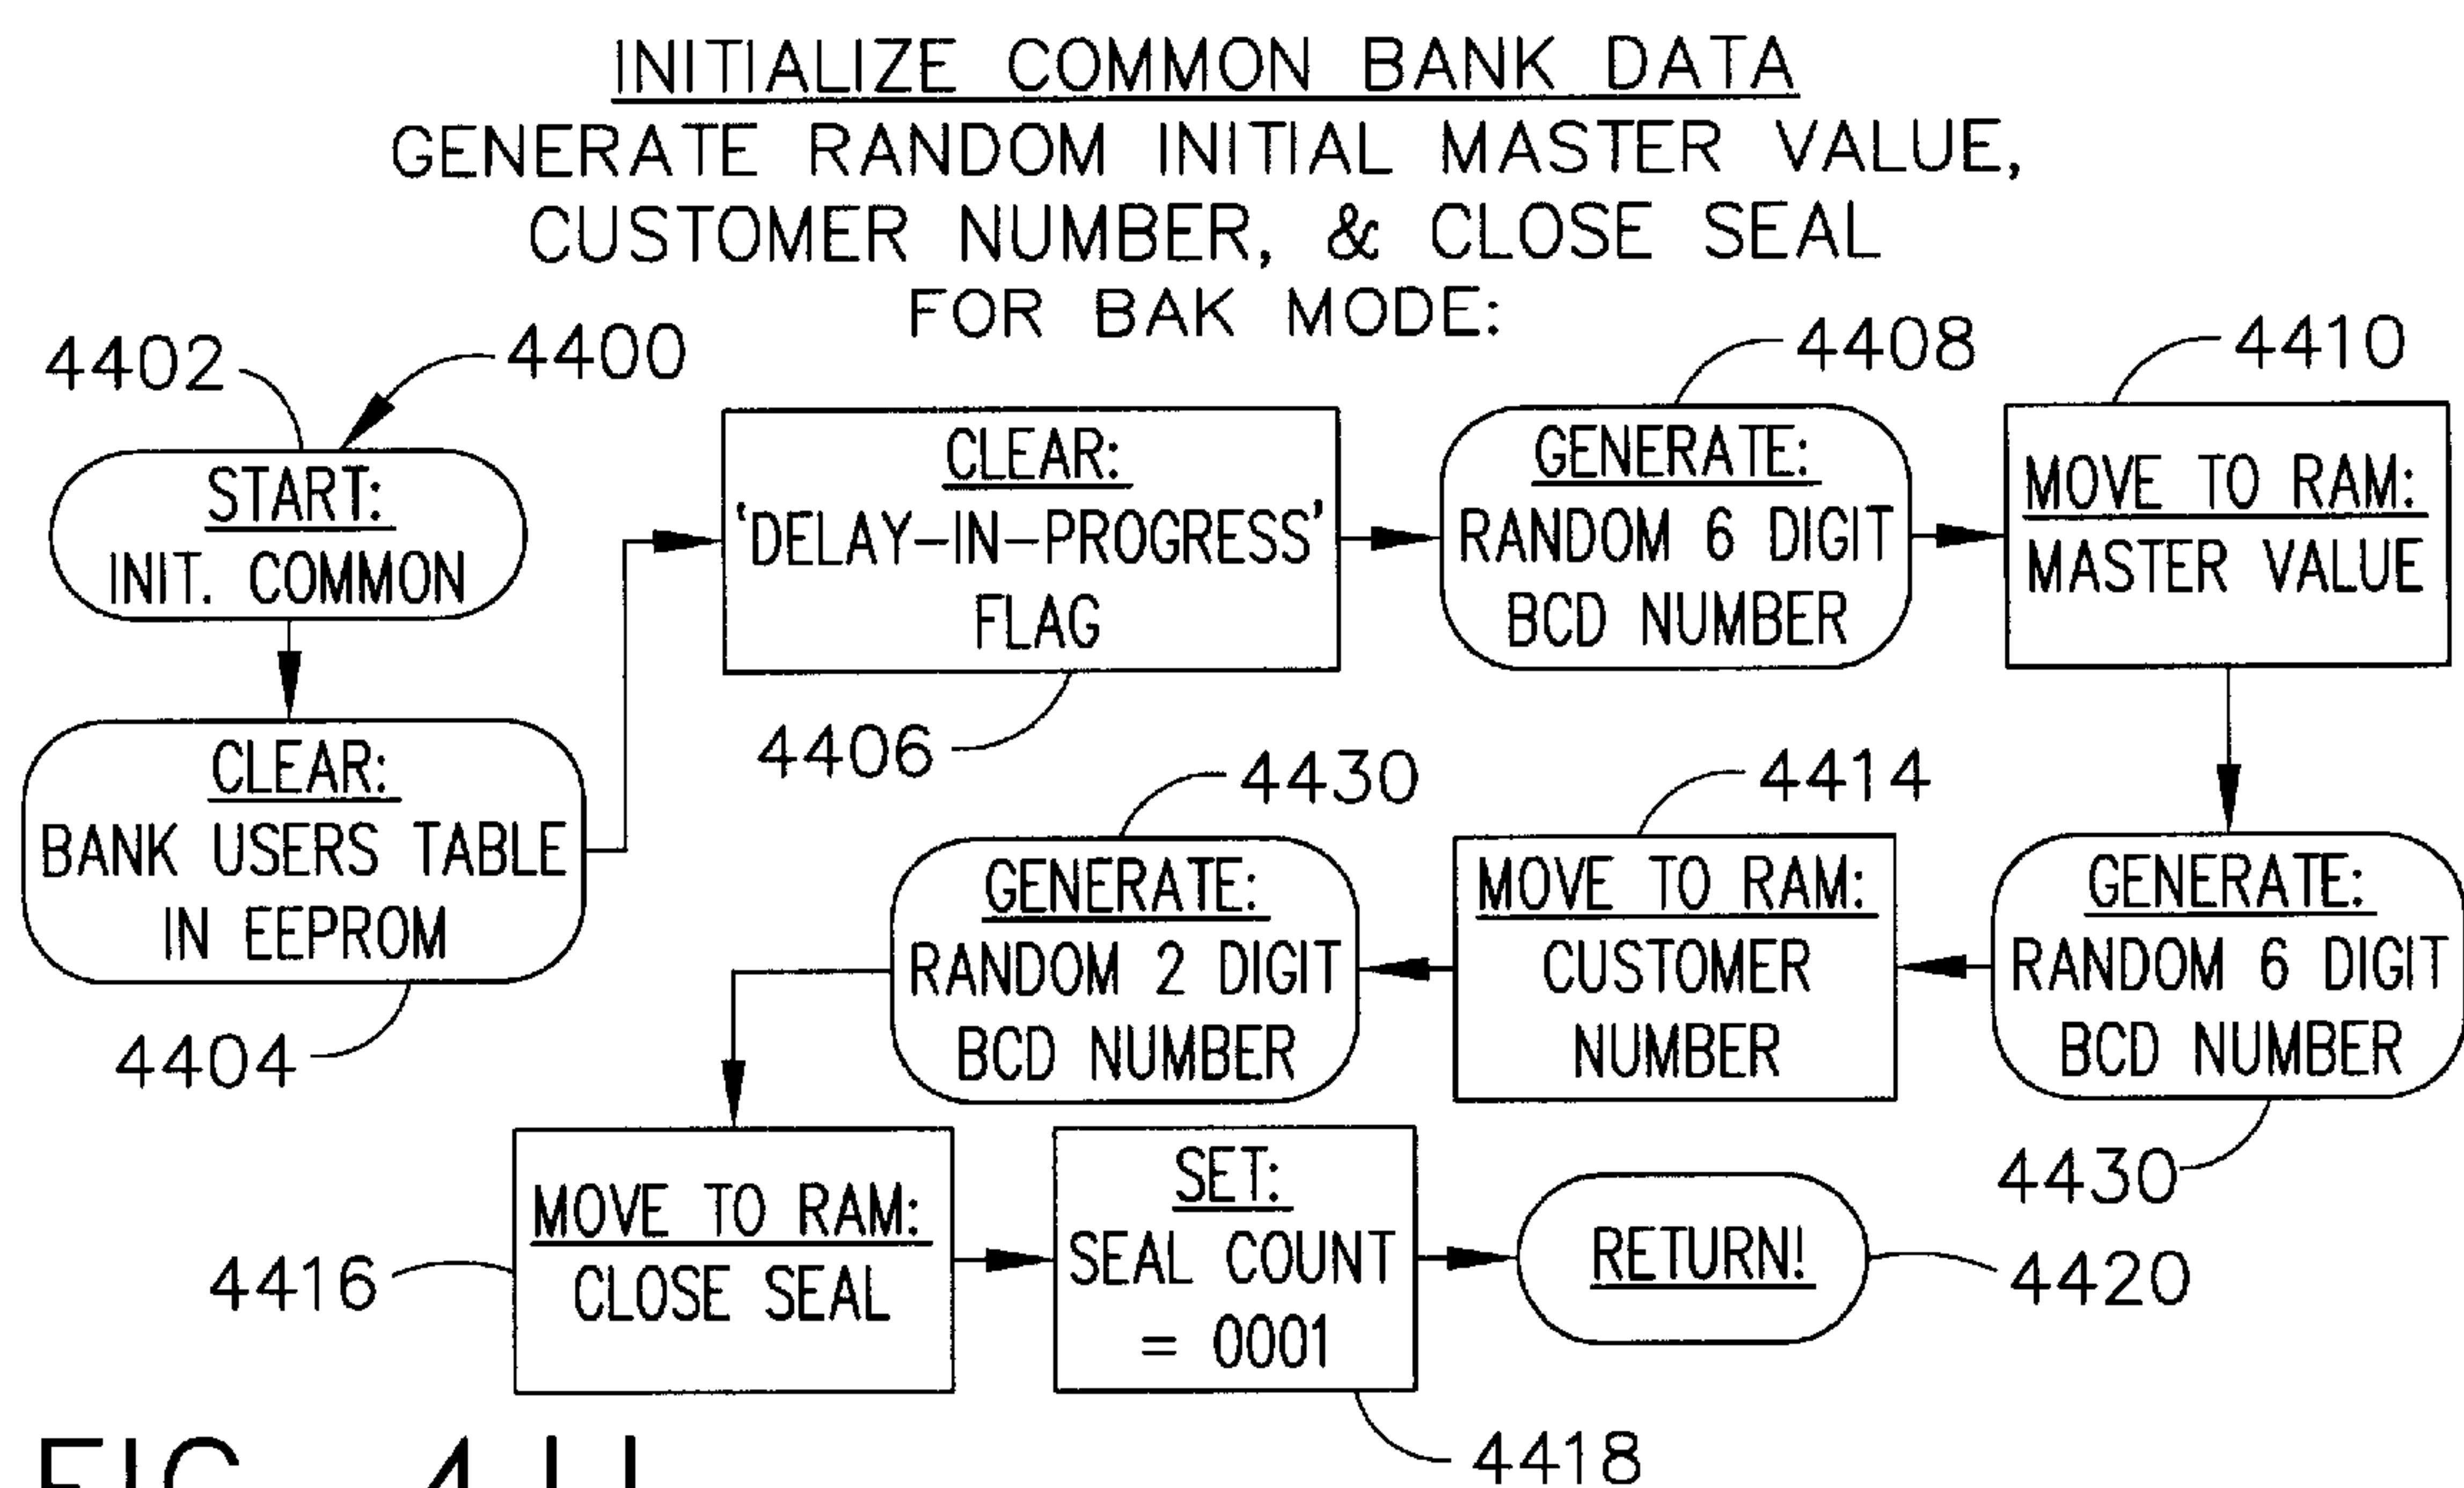 INITIALIZE COMMON BANK DATA
GENERATE RANDOM INITIAL MASTER VALUE,
CUSTOMER NUMBER, & CLOSE SEAL
FOR BAK MODE:
4402
4400
START:
INIT. COMMON
CLEAR:
BANK USERS TABLE
IN EEPROM
4404
CLEAR:
'DELAY-IN-PROGRESS'
FLAG
4406
4408
GENERATE:
RANDOM 6 DIGIT
BCD NUMBER
4410
MOVE TO RAM:
MASTER VALUE
GENERATE:
RANDOM 6 DIGIT
BCD NUMBER
4430
4414
MOVE TO RAM:
CUSTOMER
NUMBER
4430
GENERATE:
RANDOM 2 DIGIT
BCD NUMBER
MOVE TO RAM:
CLOSE SEAL
4416
SET:
SEAL COUNT
= 0001
4418
RETURN!
4420